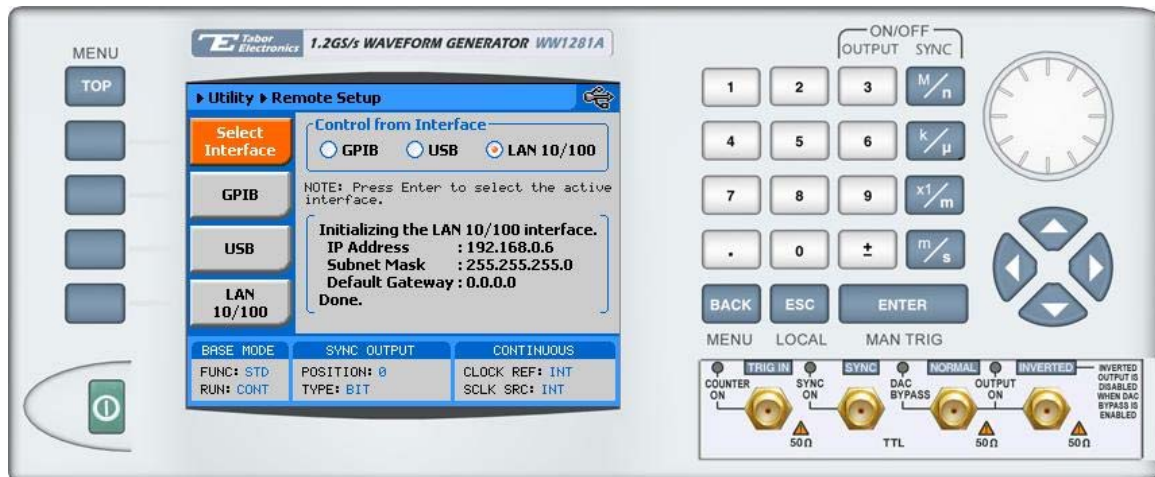 MENU
TOP
Tabor
Electronics
1.2GS/s WAVEFORM GENERATOR WW1281A
Utility Remote Setup
Select
Interface
GPIB
USB
LAN
10/100
Control from Interface
GPIB USB LAN 10/100
NOTE: Press Enter to select the active
interface.
Initializing the LAN 10/100 interface.
IP Address : 192.168.0.6
Subnet Mask : 255.255.255.0
Default Gateway : 0.0.0.0
Done.
BASE MODE SYNC OUTPUT CONTINUOUS
FUNC: STD POSITION: 0 CLOCK REF: INT
RUN: CONT TYPE: BIT SCLK SRC: INT
ON/OFF
OUTPUT SYNC
1 2 3 M/n
4 5 6 k/µ
7 8 9 x1/m
. 0 ± m/s
BACK ESC ENTER
MENU LOCAL MAN TRIG
TRIG IN SYNC NORMAL INVERTED
COUNTER
ON
SYNC
ON
DAC
BYPASS
OUTPUT
ON
INVERTED
OUTPUT IS
DISABLED
WHEN DAC
BYPASS IS
ENABLED
50Ω TTL 50Ω 50Ω